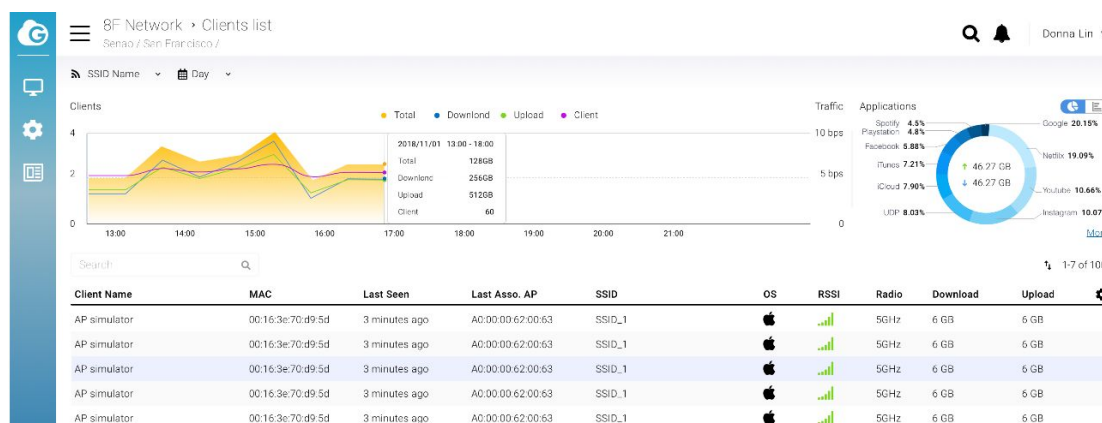 8F Network › Clients list
Senao / San Francisco /
Donna Lin
SSID Name
Day
Clients
Total
Downlond
Upload
Client
Traffic
Applications
4
2
0
10 bps
5 bps
0
2018/11/01 13:00 - 18:00
Total 128GB
Downlonc 256GB
Upload 512GB
Client 60
13:00 14:00 15:00 16:00 17:00 18:00 19:00 20:00 21:00
Spotify 4.5%
Playstation 4.8%
Facebook 5.88%
iTunes 7.21%
iCloud 7.90%
UDP 8.03%
46.27 GB
46.27 GB
Google 20.15%
Netflix 19.09%
Youtube 10.66%
Instagram 10.07
Search
1-7 of
Client Name MAC Last Seen Last Asso. AP SSID OS RSSI Radio Download Upload
AP simulator 00:16:3e:70:d9:5d 3 minutes ago A0:00:00:62:00:63 SSID_1 5GHz 6 GB 6 GB
AP simulator 00:16:3e:70:d9:5d 3 minutes ago A0:00:00:62:00:63 SSID_1 5GHz 6 GB 6 GB
AP simulator 00:16:3e:70:d9:5d 3 minutes ago A0:00:00:62:00:63 SSID_1 5GHz 6 GB 6 GB
AP simulator 00:16:3e:70:d9:5d 3 minutes ago A0:00:00:62:00:63 SSID_1 5GHz 6 GB 6 GB
AP simulator 00:16:3e:70:d9:5d 3 minutes ago A0:00:00:62:00:63 SSID_1 5GHz 6 GB 6 GB